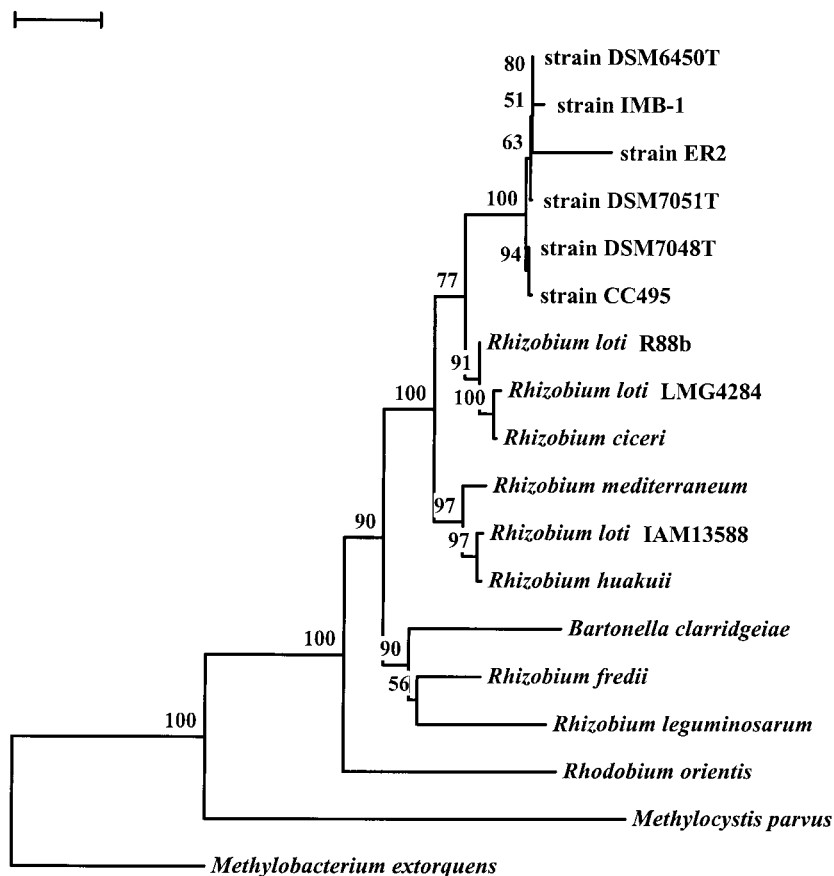 80 strain DSM6450T
51 strain IMB-1
63 strain ER2
100 strain DSM7051T
94 strain DSM7048T
strain CC495
77
Rhizobium loti R88b
91
100 Rhizobium loti LMG4284
100
Rhizobium ciceri
Rhizobium mediterraneum
97
97 Rhizobium loti IAM13588
90
Rhizobium huakuii
Bartonella clarridgeiae
100 90
Rhizobium fredii
56
Rhizobium leguminosarum
100
Rhodobium orientis
Methylocystis parvus
Methylobacterium extorquens